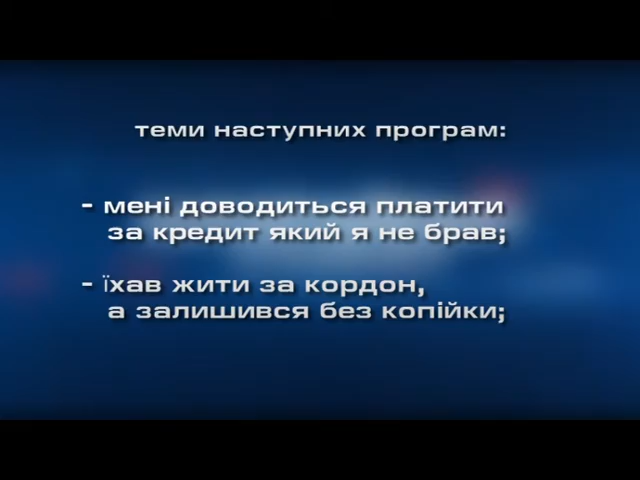 теми наступних програм:
- мені доводиться платити
за кредит який я не брав;
- їхав жити за кордон,
а залишився без копійки;